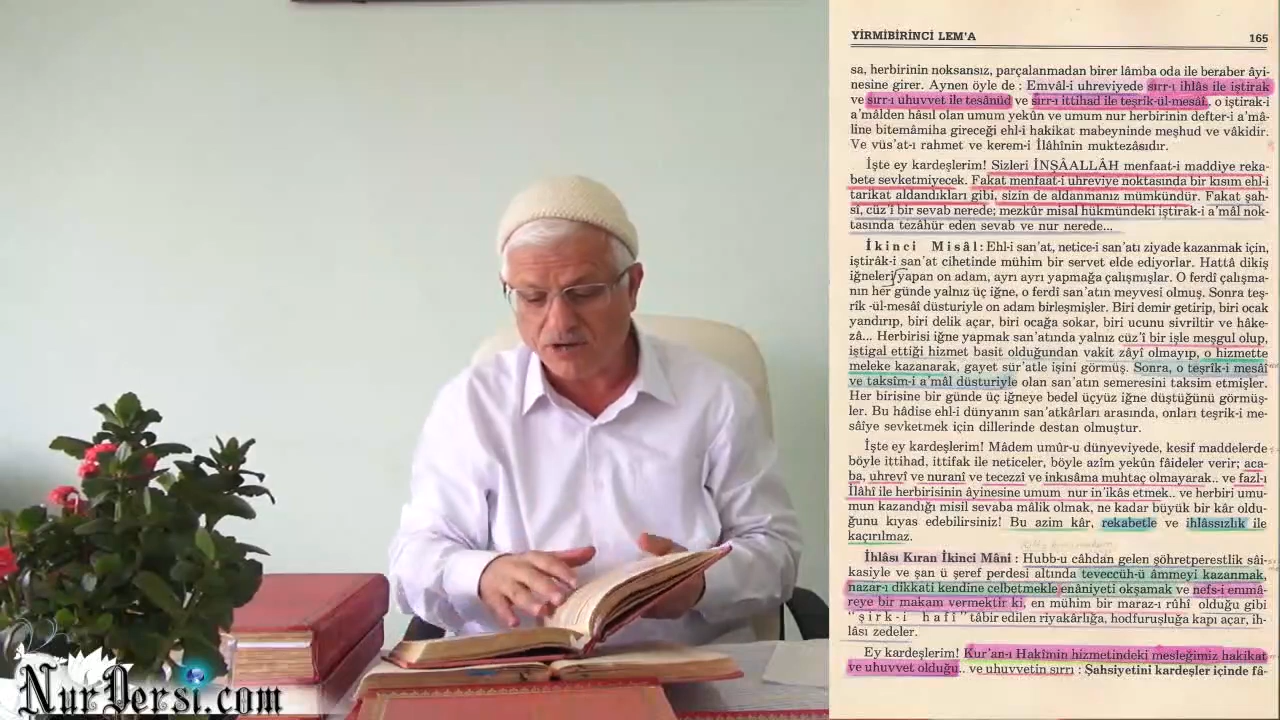 YİRMİBİRİNCİ LEM'A 165
sa, herbirinin noksansız, parçalanmadan birer lâmba oda ile beraber âyi-
nesine girer. Aynen öyle de : Emvâl-i uhreviyede sırr-ı ihlâs ile iştirak
ve sırr-ı uhuvvet ile tesânüd ve sırr-ı ittihad ile teşrik-ül-mesâî.. o iştirak-i
a'mâlden hâsıl olan umum yekûn ve umum nur herbirinin defter-i a'mâ-
line bitemâmiha gireceği ehl-i hakikat mabeyninde meşhud ve vâkidir.
Ve vüs'at-ı rahmet ve kerem-i İlâhînin muktezâsıdır.
İşte ey kardeşlerim! Sizleri İNŞÂALLÂH menfaat-i maddiye reka-
bete sevketmiyecek. Fakat menfaat-i uhreviye noktasında bir kısım ehl-i
tarikat aldandıkları gibi, sizin de aldanmanız mümkündür. Fakat şah-
sî, cüz'î bir sevab nerede; mezkûr misal hükmündeki iştirak-i a'mâl nok-
tasında tezâhür eden sevab ve nur nerede...
İkinci Misâl: Ehl-i san'at, netice-i san'atı ziyade kazanmak için,
iştirâk-i san'at cihetinde mühim bir servet elde ediyorlar. Hattâ dikiş
iğneleri yapan on adam, ayrı ayrı yapmağa çalışmışlar. O ferdî çalışma-
nın her günde yalnız üç iğne, o ferdî san'atın meyvesi olmuş. Sonra teş-
rîk -ül-mesâî düsturiyle on adam birleşmişler. Biri demir getirip, biri ocak
yandırıp, biri delik açar, biri ocağa sokar, biri ucunu sivriltir ve hâke-
zâ... Herbirisi iğne yapmak san'atında yalnız cüz'î bir işle meşgul olup,
iştigal ettiği hizmet basit olduğundan vakit zâyî olmayıp, o hizmette
meleke kazanarak, gayet sür'atle işini görmüş. Sonra, o teşrîk-i mesâî
ve taksîm-i a'mâl düsturiyle olan san'atın semeresini taksim etmişler.
Her birisine bir günde üç iğneye bedel üçyüz iğne düştüğünü görmüş-
ler. Bu hâdise ehl-i dünyanın san'atkârları arasında, onları teşrik-i me-
sâîye sevketmek için dillerinde destan olmuştur.
İşte ey kardeşlerim! Mâdem umûr-u dünyeviyede, kesif maddelerde
böyle ittihad, ittifak ile neticeler, böyle azîm yekûn fâideler verir; aca-
ba, uhrevî ve nuranî ve tecezzî ve inkısâma muhtaç olmayarak.. ve fazl-ı
İlâhî ile herbirisinin âyinesine umum nur in'ikâs etmek.. ve herbiri umu-
mun kazandığı misil sevaba mâlik olmak, ne kadar büyük bir kâr oldu-
ğunu kıyas edebilirsiniz! Bu azim kâr, rekabetle ve ihlâssızlık ile
kaçırılmaz.
İhlâsı Kıran İkinci Mâni : Hubb-u câhdan gelen şöhretperestlik sâi-
kasiyle ve şan ü şeref perdesi altında teveccüh-ü âmmeyi kazanmak,
nazar-ı dikkati kendine celbetmekle enâniyeti okşamak ve nefs-i emmâ-
reye bir makam vermektir ki, en mühim bir maraz-ı rûhî olduğu gibi
"şirk-i hafî" tâbir edilen riyakârlığa, hodfuruşluğa kapı açar, ih-
lâsı zedeler.
Ey kardeşlerim! Kur'an-ı Hakîmin hizmetindeki mesleğimiz hakikat
ve uhuvvet olduğu.. ve uhuvvetin sırrı : Şahsiyetini kardeşler içinde fâ-
NurDersi.com